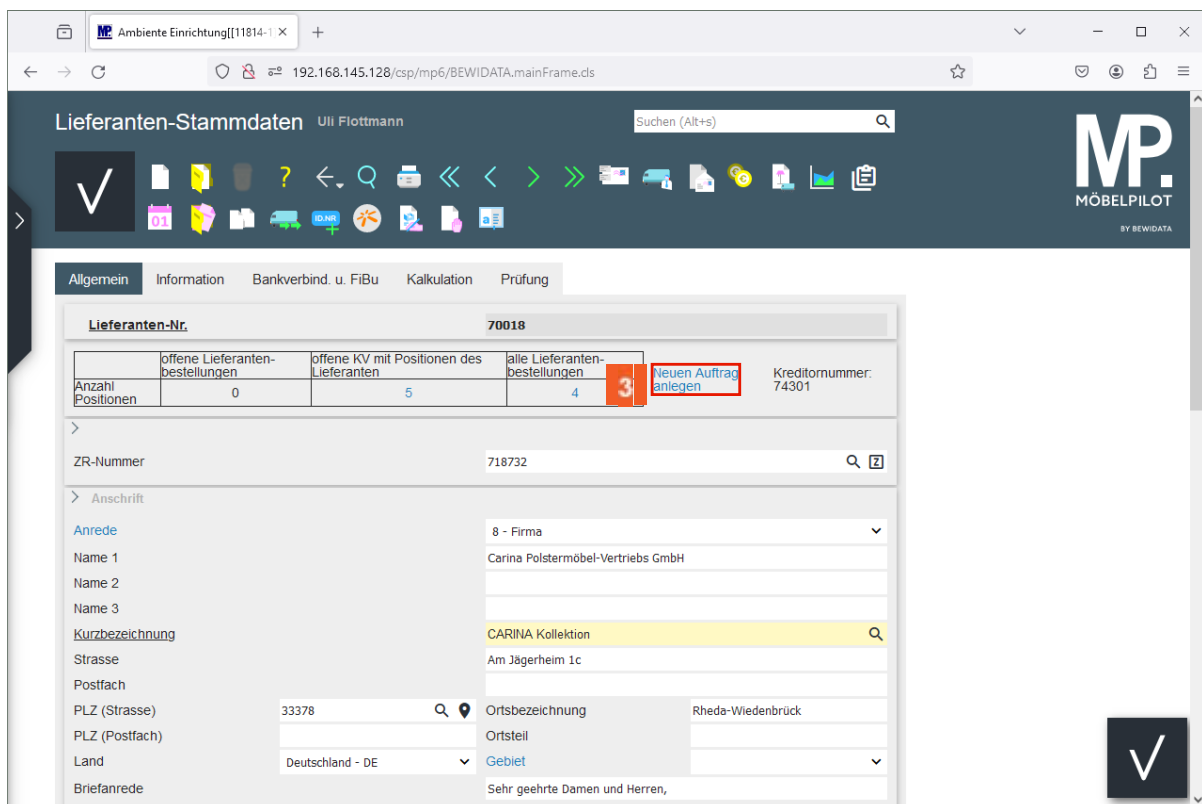 Ambiente Einrichtung[[11814-1
192.168.145.128/csp/mp6/BEWIDATA.mainFrame.cls
Lieferanten-Stammdaten Uli Flottmann
Suchen (Alt+s)
MP.
MÖBELPILOT
BY BEWIDATA
?
01
ID.NR
Allgemein Information Bankverbind. u. FiBu Kalkulation Prüfung
Lieferanten-Nr. 70018
offene Lieferanten-
bestellungen
offene KV mit Positionen des
Lieferanten
alle Lieferanten-
bestellungen
Anzahl
Positionen
0 5 4
3
Neuen Auftrag
anlegen
Kreditornummer:
74301
ZR-Nummer 718732 Z
Anschrift
Anrede 8 - Firma
Name 1 Carina Polstermöbel-Vertriebs GmbH
Name 2
Name 3
Kurzbezeichnung CARINA Kollektion
Strasse Am Jägerheim 1c
Postfach
PLZ (Strasse) 33378 Ortsbezeichnung Rheda-Wiedenbrück
PLZ (Postfach) Ortsteil
Land Deutschland - DE Gebiet
Briefanrede Sehr geehrte Damen und Herren,